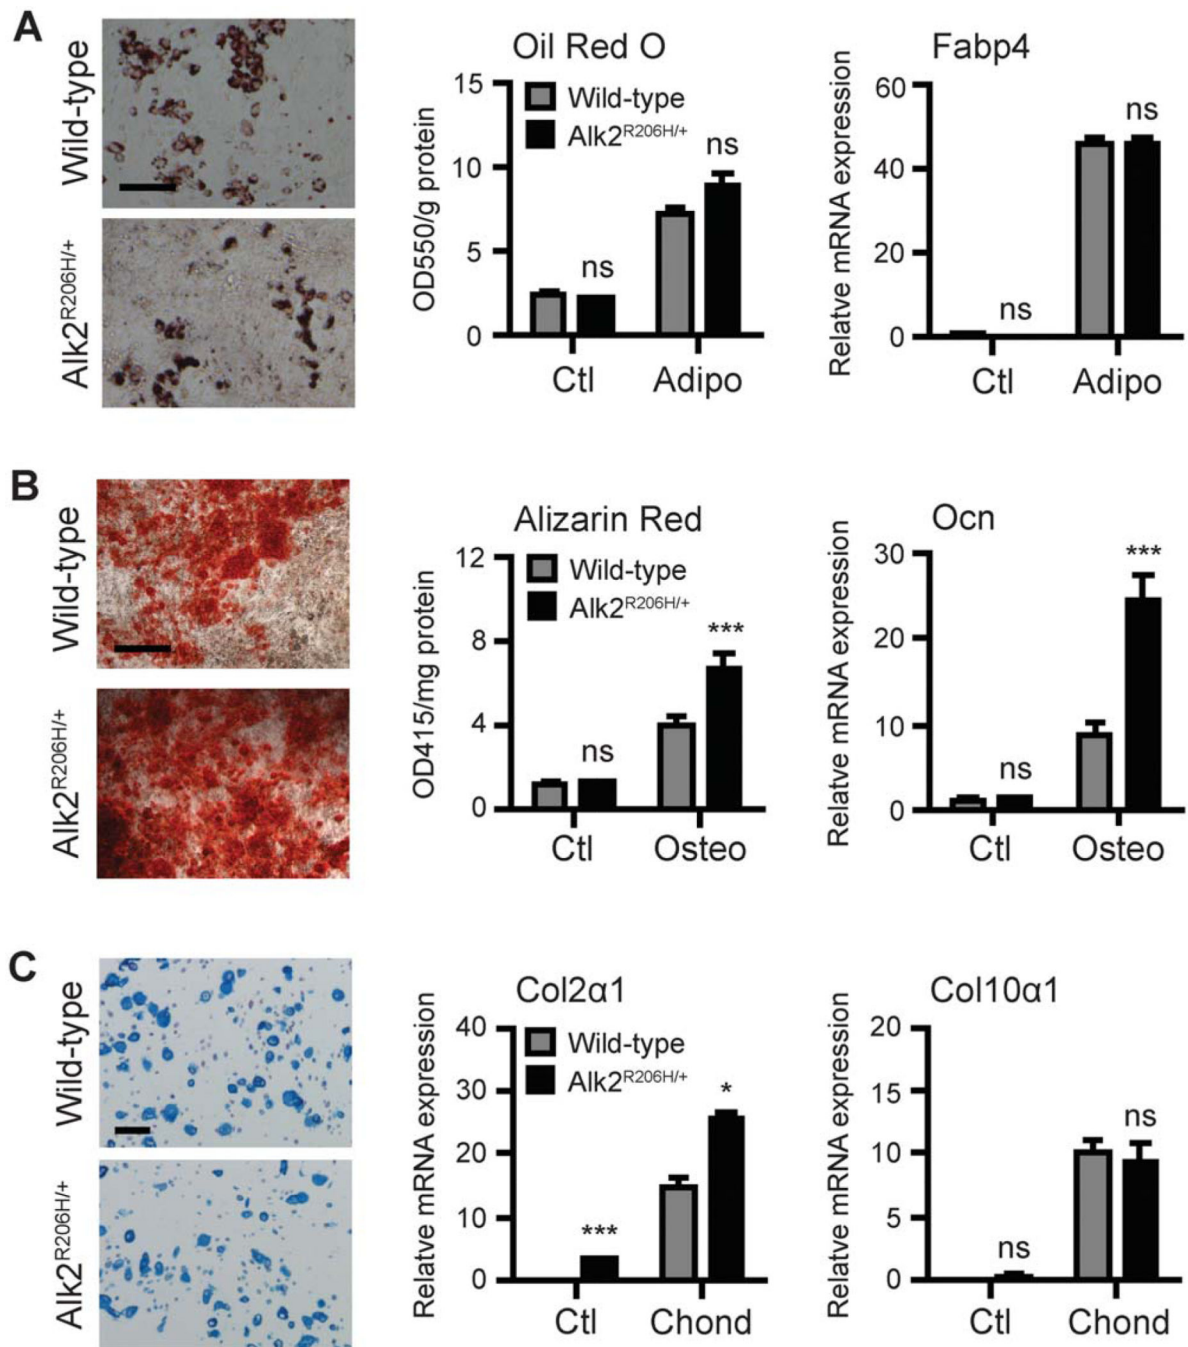 A
Wild-type
Alk2R206H/+
Oil Red O
OD550/g protein
15
10
5
0
Wild-type
Alk2R206H/+
ns
ns
Ctl
Adipo
Fabp4
Relative mRNA expression
60
40
20
0
ns
ns
Ctl
Adipo
B
Wild-type
Alk2R206H/+
Alizarin Red
OD415/mg protein
12
8
4
0
Wild-type
Alk2R206H/+
ns
***
Ctl
Osteo
Ocn
Relatve mRNA expression
30
20
10
0
ns
***
Ctl
Osteo
C
Wild-type
Alk2R206H/+
Col2α1
Relatve mRNA expression
40
30
20
10
0
Wild-type
Alk2R206H/+
***
*
Ctl
Chond
Col10α1
Relatve mRNA expression
20
15
10
5
0
ns
ns
Ctl
Chond